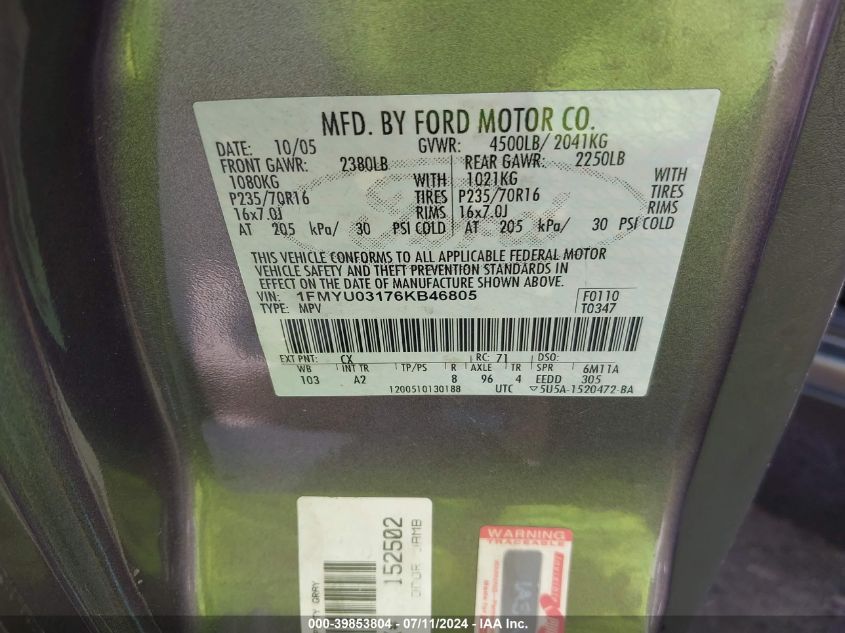 MFD. BY FORD MOTOR CO.
DATE: 10/05 GVWR: 4500LB/ 2041KG
FRONT GAWR: 2380LB REAR GAWR: 2250LB
1080KG WITH 1021KG WITH
P235/70R16 TIRES P235/70R16 TIRES
16x7.0J RIMS 16x7.0J RIMS
AT 205 kPa/ 30 PSI COLD AT 205 kPa/ 30 PSI COLD
THIS VEHICLE CONFORMS TO ALL APPLICABLE FEDERAL MOTOR
VEHICLE SAFETY AND THEFT PREVENTION STANDARDS IN
EFFECT ON THE DATE OF MANUFACTURE SHOWN ABOVE.
VIN: 1FMYU03176KB46805 F0110
TYPE: MPV T0347
EXT PNT: CX RC: 71 DSO:
WB INT TR TP/PS R AXLE TR SPR 6M11A
103 A2 8 96 4 EEDD 305
1200510130188 UTC 5U5A-1520472-BA
152502
DOOR JAMB
GRAY
WARNING
TRACEABLE
000-39853804 / 07/11/2024 / IAA Inc.